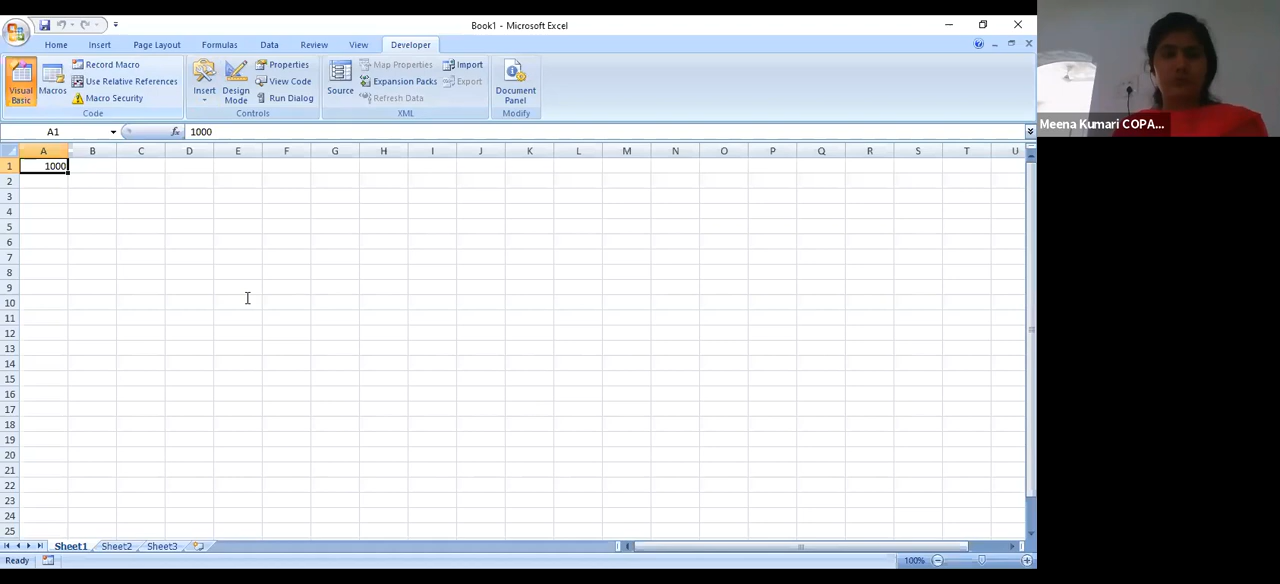 Book1 - Microsoft Excel
Home Insert Page Layout Formulas Data Review View Developer
Visual Basic
Macros
Record Macro
Use Relative References
Macro Security
Code
Insert
Design Mode
Properties
View Code
Run Dialog
Controls
Source
Map Properties
Expansion Packs
Refresh Data
Import
Export
XML
Document Panel
Modify
Meena Kumari COPA...
A1 fx 1000
A B C D E F G H I J K L M N O P Q R S T U
1 1000
2
3
4
5
6
7
8
9
10
11
12
13
14
15
16
17
18
19
20
21
22
23
24
25
Sheet1 Sheet2 Sheet3
Ready 100%